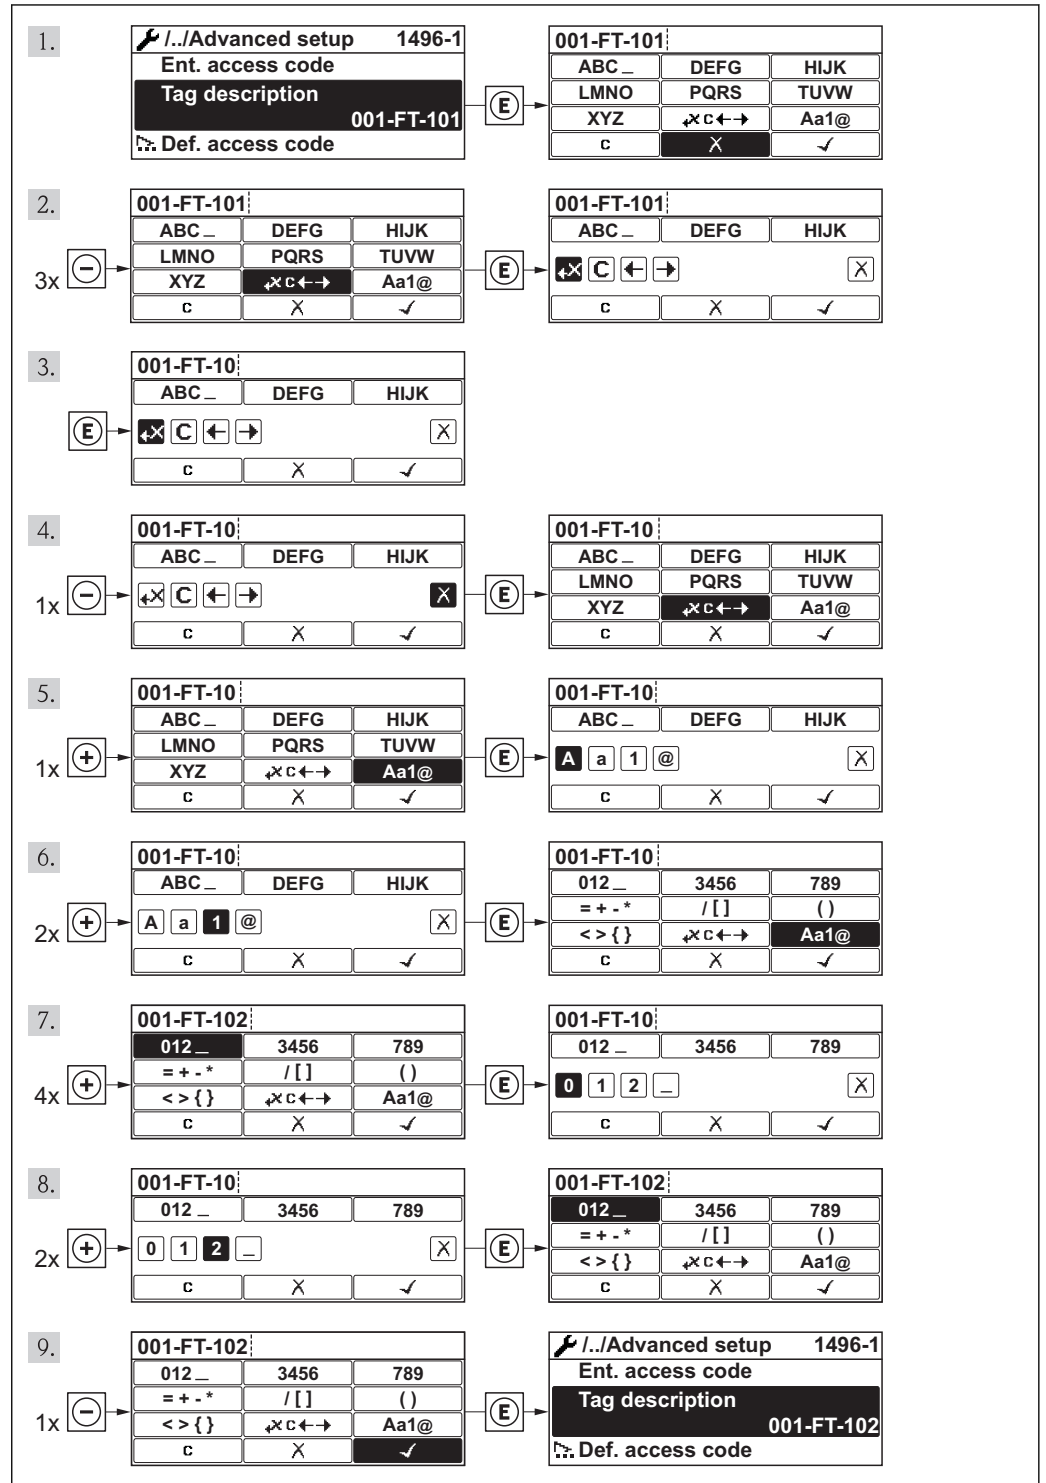 1.
/../Advanced setup 1496-1
Ent. access code
Tag description
001-FT-101
Def. access code
E
001-FT-101
ABC_ DEFG HIJK
LMNO PQRS TUVW
XYZ C←→ Aa1@
C X ✓
2.
3x −
001-FT-101
ABC_ DEFG HIJK
LMNO PQRS TUVW
XYZ C←→ Aa1@
C X ✓
E
001-FT-101
ABC_ DEFG HIJK
C ← → X
C X ✓
3.
E
001-FT-10
ABC_ DEFG HIJK
C ← → X
C X ✓
4.
1x −
001-FT-10
ABC_ DEFG HIJK
C ← → X
C X ✓
E
001-FT-10
ABC_ DEFG HIJK
LMNO PQRS TUVW
XYZ C←→ Aa1@
C X ✓
5.
1x +
001-FT-10
ABC_ DEFG HIJK
LMNO PQRS TUVW
XYZ C←→ Aa1@
C X ✓
E
001-FT-10
ABC_ DEFG HIJK
A a 1 @ X
C X ✓
6.
2x +
001-FT-10
ABC_ DEFG HIJK
A a 1 @ X
C X ✓
E
001-FT-10
012_ 3456 789
= + - * / [ ] ( )
< > { } C←→ Aa1@
C X ✓
7.
4x +
001-FT-102
012_ 3456 789
= + - * / [ ] ( )
< > { } C←→ Aa1@
C X ✓
E
001-FT-10
012_ 3456 789
0 1 2 _ X
C X ✓
8.
2x +
001-FT-10
012_ 3456 789
0 1 2 _ X
C X ✓
E
001-FT-102
012_ 3456 789
= + - * / [ ] ( )
< > { } C←→ Aa1@
C X ✓
9.
1x −
001-FT-102
012_ 3456 789
= + - * / [ ] ( )
< > { } C←→ Aa1@
C X ✓
E
/../Advanced setup 1496-1
Ent. access code
Tag description
001-FT-102
Def. access code